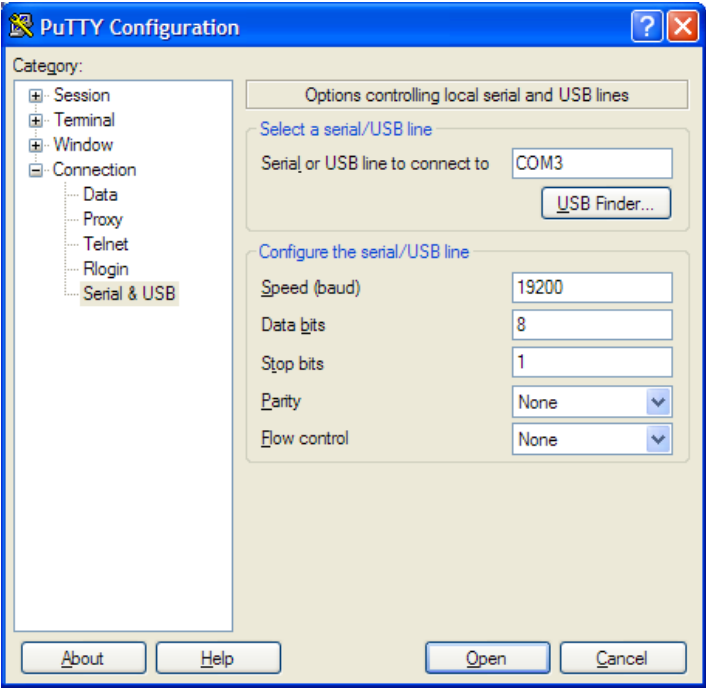 PuTTY Configuration
Category:
Session
Terminal
Window
Connection
Data
Proxy
Telnet
Rlogin
Serial & USB
Options controlling local serial and USB lines
Select a serial/USB line
Serial or USB line to connect to COM3
USB Finder...
Configure the serial/USB line
Speed (baud) 19200
Data bits 8
Stop bits 1
Parity None
Flow control None
About Help Open Cancel